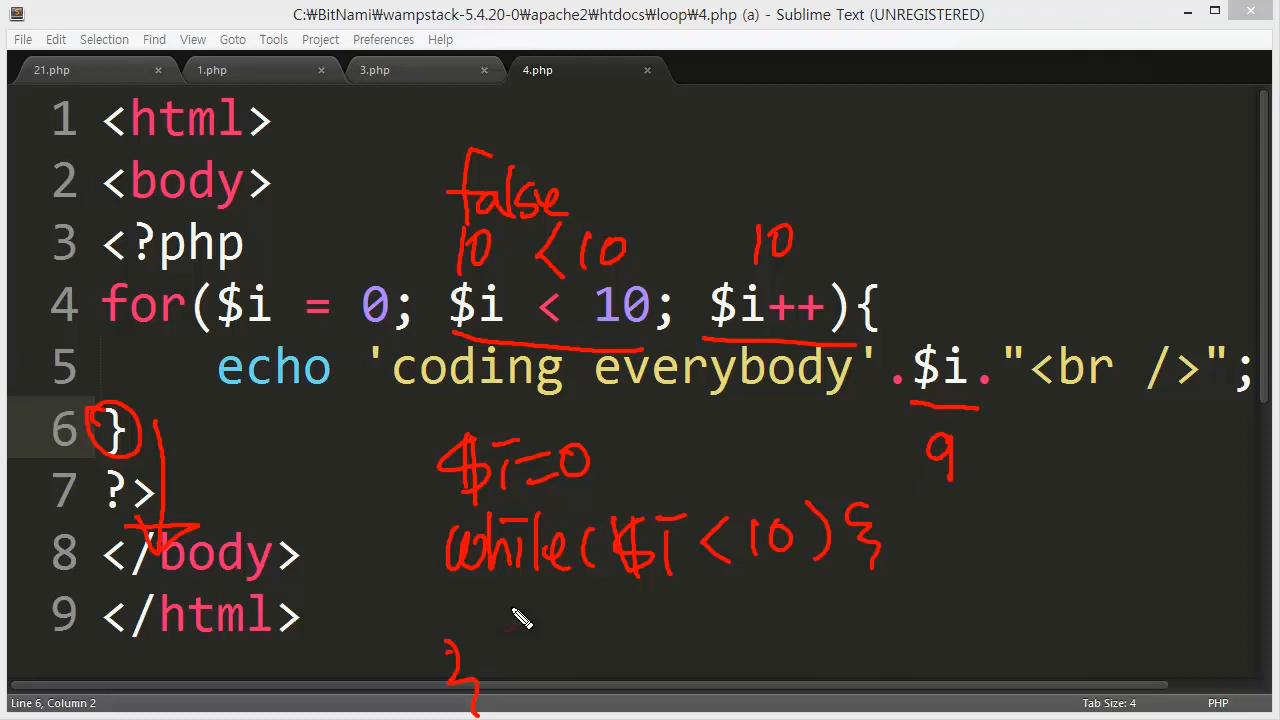 C:₩BitNami₩wampstack-5.4.20-0₩apache2₩htdocs₩loop₩4.php (a) - Sublime Text (UNREGISTERED)
File Edit Selection Find View Goto Tools Project Preferences Help
21.php × 1.php × 3.php × 4.php ×
1 <html>
2 <body>
false
3 <?php
10 < 10 10
4 for($i = 0; $i < 10; $i++){
5 echo 'coding everybody'.$i."<br />";
6 }
9
$i=0
7 ?>
while($i<10){
8 </body>
9 </html>
}
Line 6, Column 2 Tab Size: 4 PHP